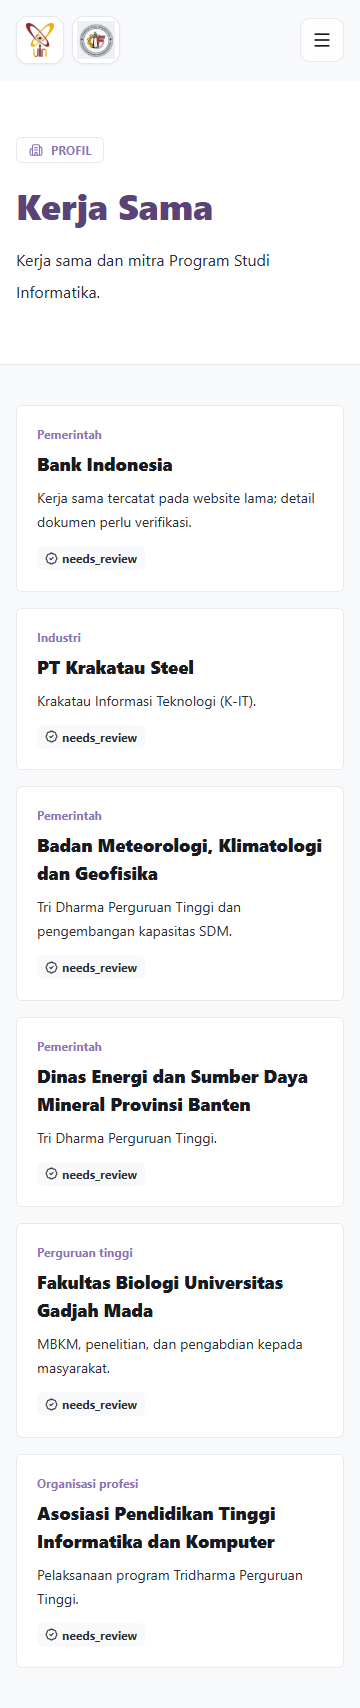 uin
PROFIL
Kerja Sama
Kerja sama dan mitra Program Studi
Informatika.
Pemerintah
Bank Indonesia
Kerja sama tercatat pada website lama; detail
dokumen perlu verifikasi.
needs_review
Industri
PT Krakatau Steel
Krakatau Informasi Teknologi (K-IT).
needs_review
Pemerintah
Badan Meteorologi, Klimatologi
dan Geofisika
Tri Dharma Perguruan Tinggi dan
pengembangan kapasitas SDM.
needs_review
Pemerintah
Dinas Energi dan Sumber Daya
Mineral Provinsi Banten
Tri Dharma Perguruan Tinggi.
needs_review
Perguruan tinggi
Fakultas Biologi Universitas
Gadjah Mada
MBKM, penelitian, dan pengabdian kepada
masyarakat.
needs_review
Organisasi profesi
Asosiasi Pendidikan Tinggi
Informatika dan Komputer
Pelaksanaan program Tridharma Perguruan
Tinggi.
needs_review